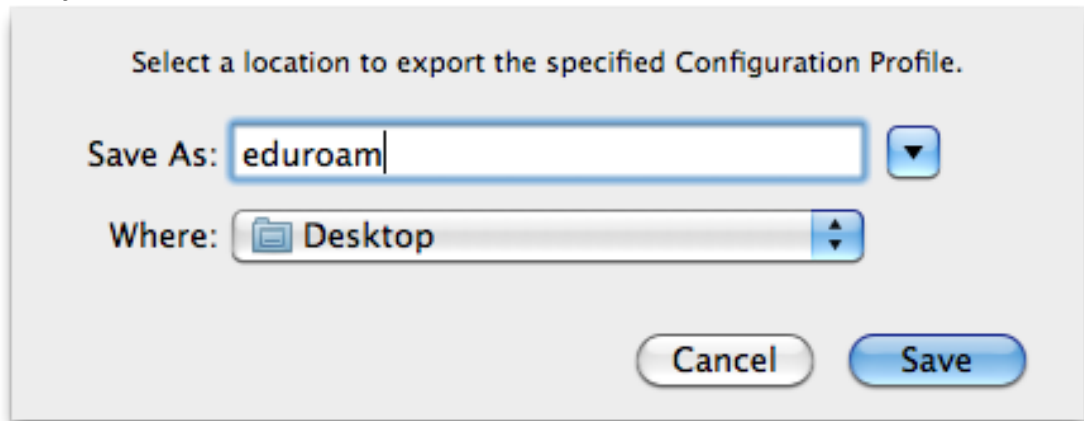 Select a location to export the specified Configuration Profile.
Save As: eduroam
Where: Desktop
Cancel Save